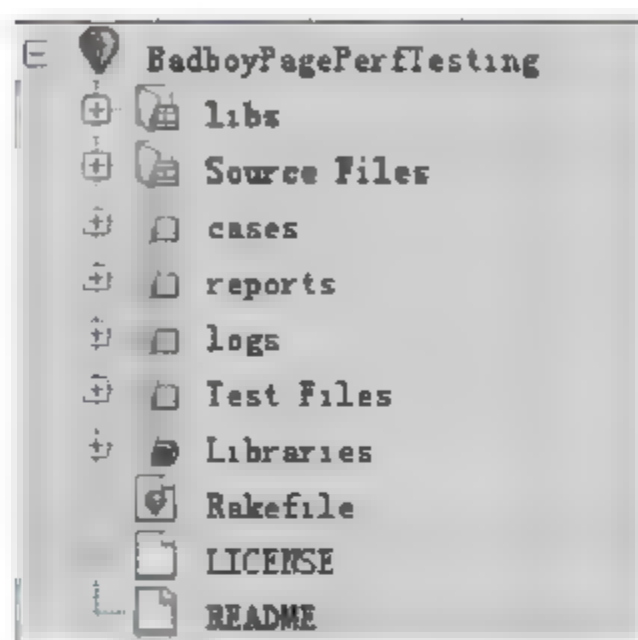 BadboyPagePerfTesting
libs
Source Files
cases
reports
logs
Test Files
Libraries
Rakefile
LICENSE
README